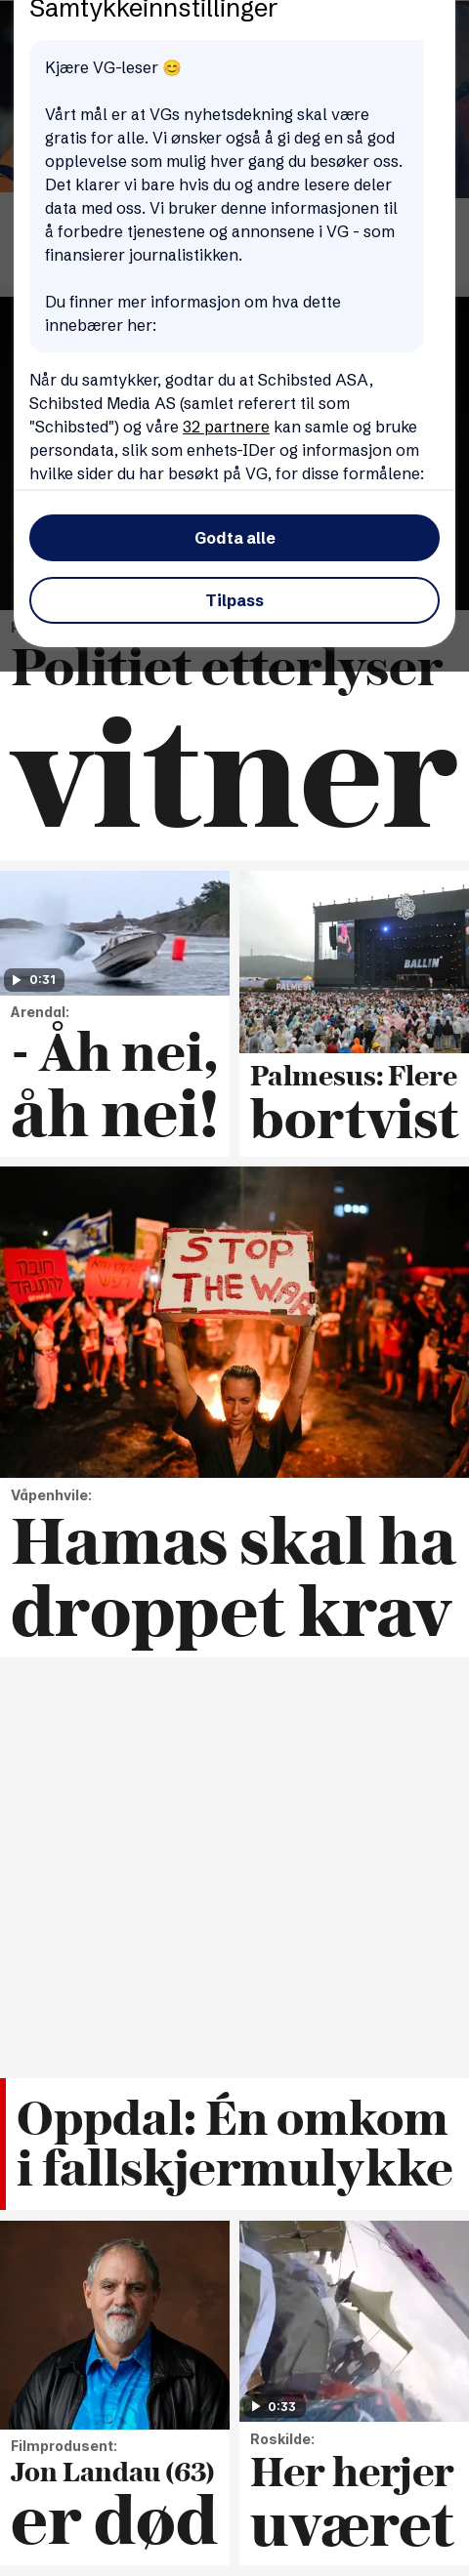 Samtykkeinnstillinger
Kjære VG-leser 😊
Vårt mål er at VGs nyhetsdekning skal være
gratis for alle. Vi ønsker også å gi deg en så god
opplevelse som mulig hver gang du besøker oss.
Det klarer vi bare hvis du og andre lesere deler
data med oss. Vi bruker denne informasjonen til
å forbedre tjenestene og annonsene i VG - som
finansierer journalistikken.
Du finner mer informasjon om hva dette
innebærer her:
Når du samtykker, godtar du at Schibsted ASA,
Schibsted Media AS (samlet referert til som
"Schibsted") og våre 32 partnere kan samle og bruke
persondata, slik som enhets-IDer og informasjon om
hvilke sider du har besøkt på VG, for disse formålene:
Godta alle
Tilpass
Politiet etterlyser
vitner
0:31
BALLIN'
PALMESUS
Arendal:
- Åh nei,
åh nei!
Palmesus: Flere
bortvist
STOP
THE WAR
חובה
להתנגד
Våpenhvile:
Hamas skal ha
droppet krav
Oppdal: Én omkom
i fallskjermulykke
0:33
Filmprodusent:
Jon Landau (63)
er død
Roskilde:
Her herjer
uværet